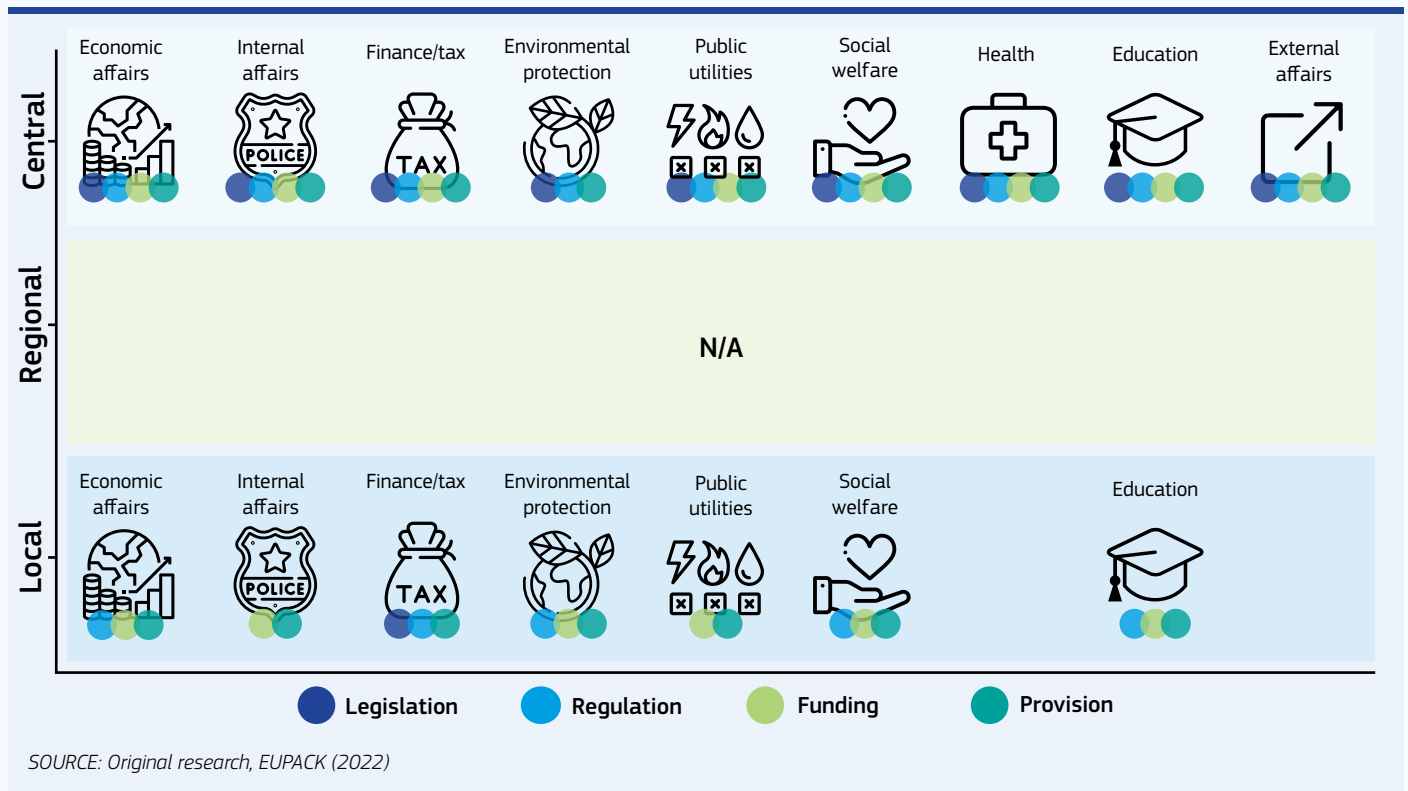 Central
Economic
affairs
Internal
affairs
Finance/tax
Environmental
protection
Public
utilities
Social
welfare
Health
Education
External
affairs
POLICE
TAX
Regional
N/A
Local
Economic
affairs
Internal
affairs
Finance/tax
Environmental
protection
Public
utilities
Social
welfare
Education
POLICE
TAX
Legislation
Regulation
Funding
Provision
SOURCE: Original research, EUPACK (2022)